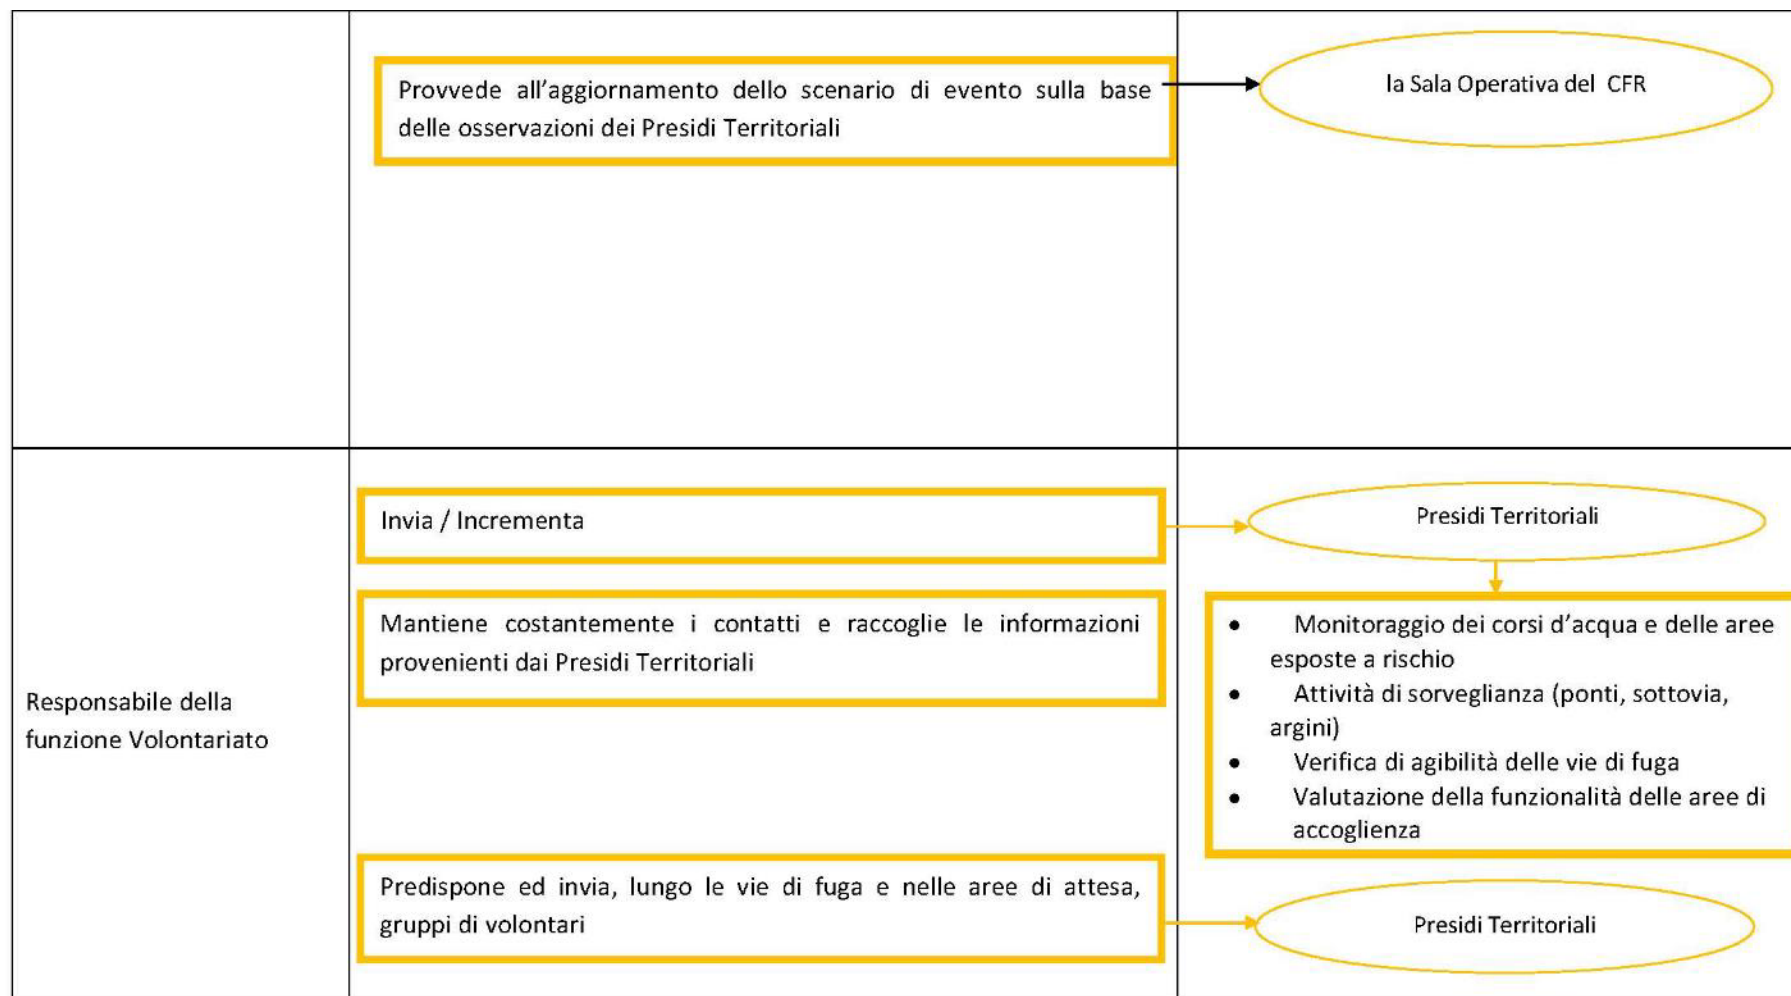 Provvede all’aggiornamento dello scenario di evento sulla base
delle osservazioni dei Presidi Territoriali
la Sala Operativa del CFR
Responsabile della
funzione Volontariato
Invia / Incrementa
Presidi Territoriali
Mantiene costantemente i contatti e raccoglie le informazioni
provenienti dai Presidi Territoriali
• Monitoraggio dei corsi d’acqua e delle aree
esposte a rischio
• Attività di sorveglianza (ponti, sottovia,
argini)
• Verifica di agibilità delle vie di fuga
• Valutazione della funzionalità delle aree di
accoglienza
Predispone ed invia, lungo le vie di fuga e nelle aree di attesa,
gruppi di volontari
Presidi Territoriali